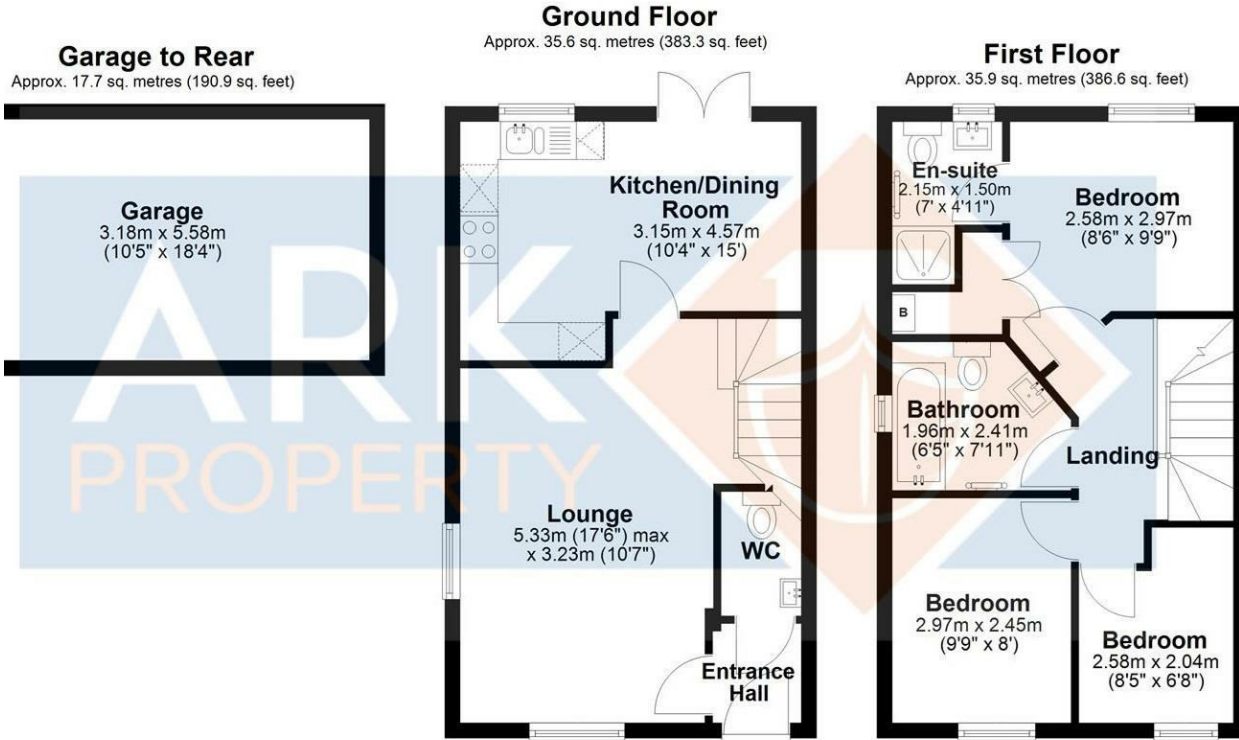 Garage to Rear
Approx. 17.7 sq. metres (190.9 sq. feet)
Garage
3.18m x 5.58m
(10'5" x 18'4")
Ground Floor
Approx. 35.6 sq. metres (383.3 sq. feet)
Kitchen/Dining
Room
3.15m x 4.57m
(10'4" x 15')
Lounge
5.33m (17'6") max
x 3.23m (10'7")
WC
Entrance
Hall
First Floor
Approx. 35.9 sq. metres (386.6 sq. feet)
En-suite
2.15m x 1.50m
(7' x 4'11")
Bedroom
2.58m x 2.97m
(8'6" x 9'9")
B
Bathroom
1.96m x 2.41m
(6'5" x 7'11")
Landing
Bedroom
2.97m x 2.45m
(9'9" x 8')
Bedroom
2.58m x 2.04m
(8'5" x 6'8")
ARK
PROPERTY